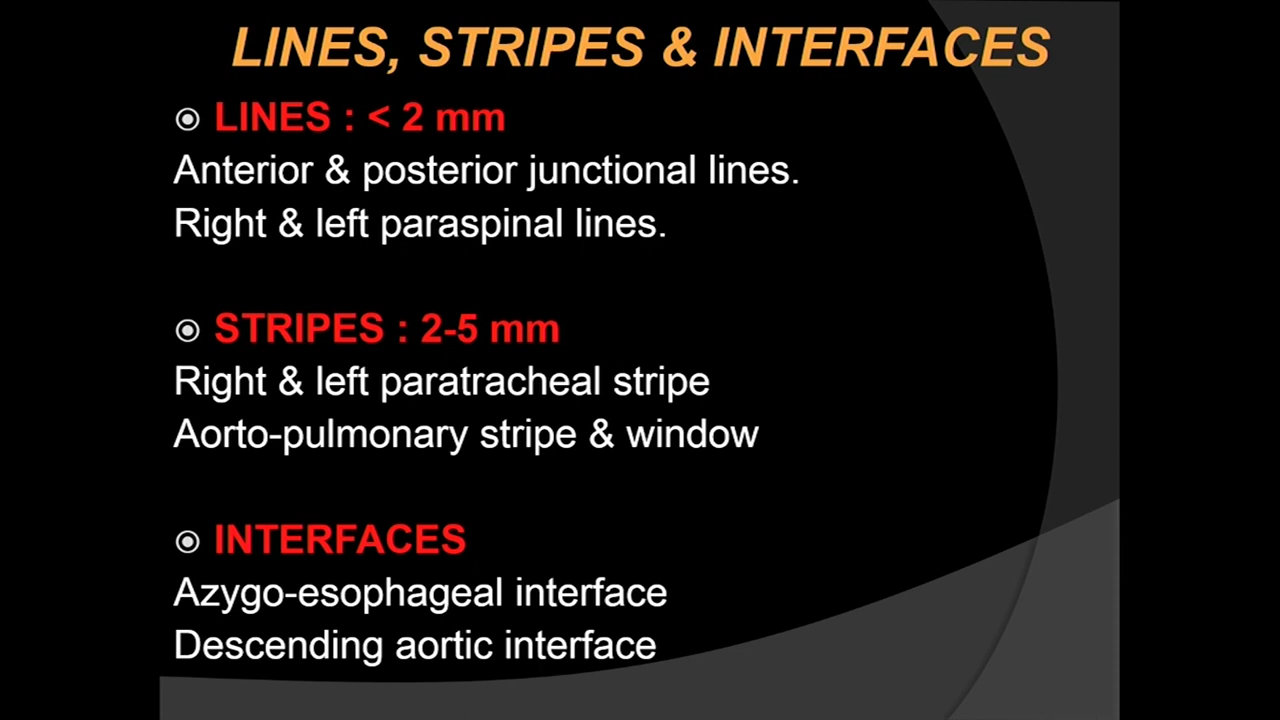 LINES, STRIPES & INTERFACES
LINES : < 2 mm
Anterior & posterior junctional lines.
Right & left paraspinal lines.
STRIPES : 2-5 mm
Right & left paratracheal stripe
Aorto-pulmonary stripe & window
INTERFACES
Azygo-esophageal interface
Descending aortic interface